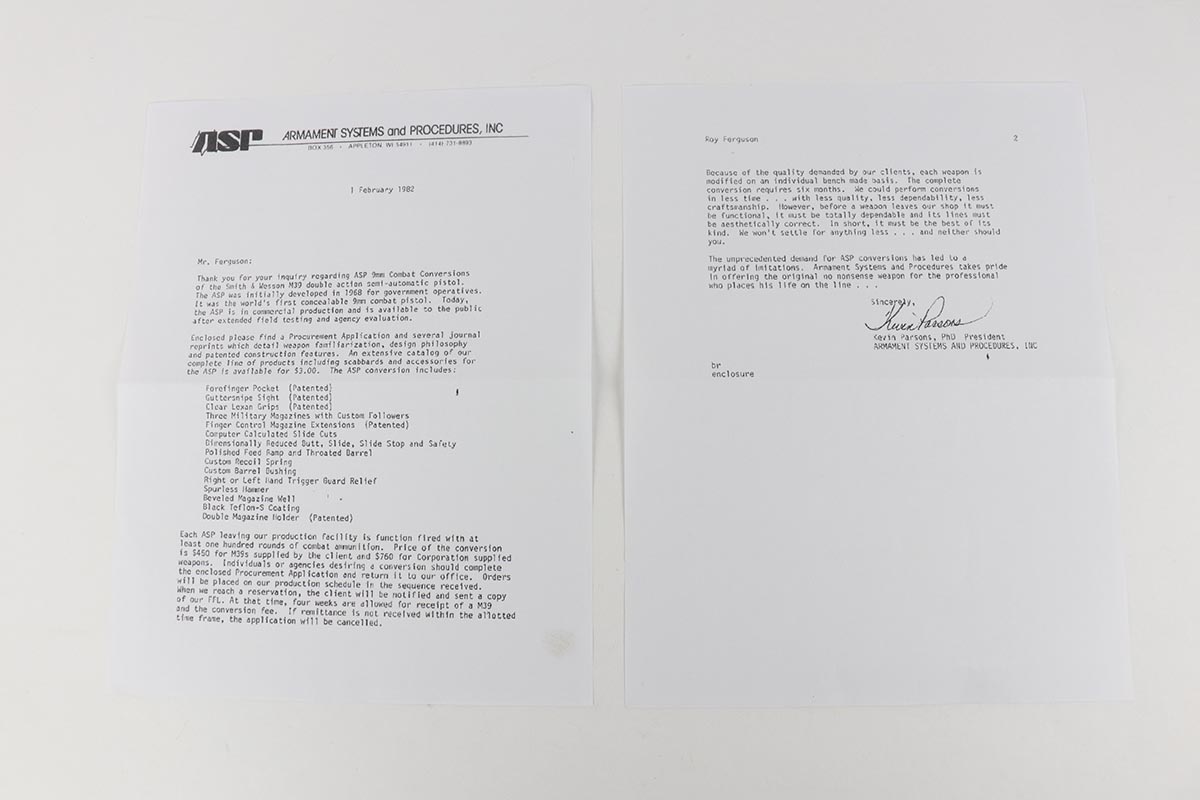 ASP ARMAMENT SYSTEMS and PROCEDURES, INC
BOX 356 · APPLETON, WI 54911 · (414) 731-8893
1 February 1982
Mr. Ferguson:
Thank you for your inquiry regarding ASP 9mm Combat Conversions
of the Smith & Wesson M39 double action semi-automatic pistol.
The ASP was initially developed in 1968 for government operatives.
It was the world's first concealable 9mm combat pistol. Today,
the ASP is in commercial production and is available to the public
after extended field testing and agency evaluation.
Enclosed please find a Procurement Application and several journal
reprints which detail weapon familiarization, design philosophy
and patented construction features. An extensive catalog of our
complete line of products including scabbards and accessories for
the ASP is available for $3.00. The ASP conversion includes:
Forefinger Pocket (Patented)
Guttersnipe Sight (Patented)
Clear Lexan Grips (Patented)
Three Military Magazines with Custom Followers
Finger Control Magazine Extensions (Patented)
Computer Calculated Slide Cuts
Dimensionally Reduced Butt, Slide, Slide Stop and Safety
Polished Feed Ramp and Throated Barrel
Custom Recoil Spring
Custom Barrel Bushing
Right or Left Hand Trigger Guard Relief
Spurless Hammer
Beveled Magazine Well
Black Teflon-S Coating
Double Magazine Holder (Patented)
Each ASP leaving our production facility is function fired with at
least one hundred rounds of combat ammunition. Price of the conversion
is $450 for M39s supplied by the client and $760 for Corporation supplied
weapons. Individuals or agencies desiring a conversion should complete
the enclosed Procurement Application and return it to our office. Orders
will be placed on our production schedule in the sequence received.
When we reach a reservation, the client will be notified and sent a copy
of our FFL. At that time, four weeks are allowed for receipt of a M39
and the conversion fee. If remittance is not received within the allotted
time frame, the application will be cancelled.
Roy Ferguson 2
Because of the quality demanded by our clients, each weapon is
modified on an individual bench made basis. The complete
conversion requires six months. We could perform conversions
in less time . . . with less quality, less dependability, less
craftsmanship. However, before a weapon leaves our shop it must
be functional, it must be totally dependable and its lines must
be aesthetically correct. In short, it must be the best of its
kind. We won't settle for anything less . . . and neither should
you.
The unprecedented demand for ASP conversions has led to a
myriad of imitations. Armament Systems and Procedures takes pride
in offering the original no nonsense weapon for the professional
who places his life on the line . . .
Sincerely,
Kevin Parsons
Kevin Parsons, PhD President
ARMAMENT SYSTEMS AND PROCEDURES, INC
br
enclosure